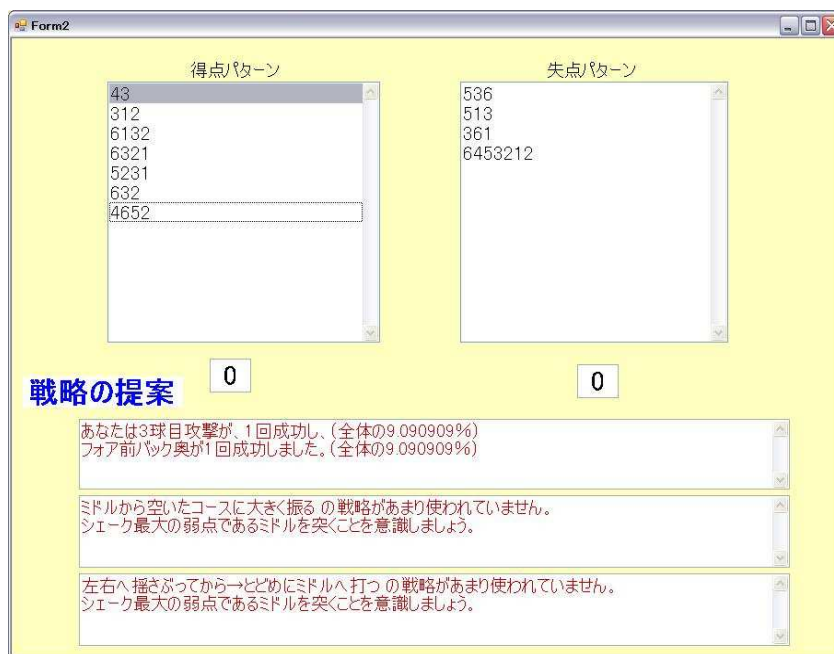 Form2
得点パターン
失点パターン
43
312
6132
6321
5231
632
4652
536
513
361
6453212
0
0
戦略の提案
あなたは3球目攻撃が、1回成功し、(全体の9.090909%)
フォア前バック奥が1回成功しました。(全体の9.090909%)
ミドルから空いたコースに大きく振る の戦略があまり使われていません。
シェーク最大の弱点であるミドルを突くことを意識しましょう。
左右へ揺さぶってから→とどめにミドルへ打つ の戦略があまり使われていません。
シェーク最大の弱点であるミドルを突くことを意識しましょう。